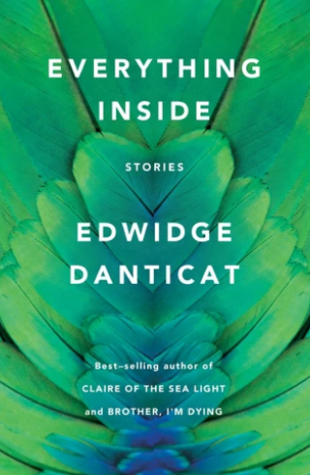 EVERYTHING
INSIDE
STORIES
EDWIDGE
DANTICAT
Best–selling author of
CLAIRE OF THE SEA LIGHT
and BROTHER, I'M DYING